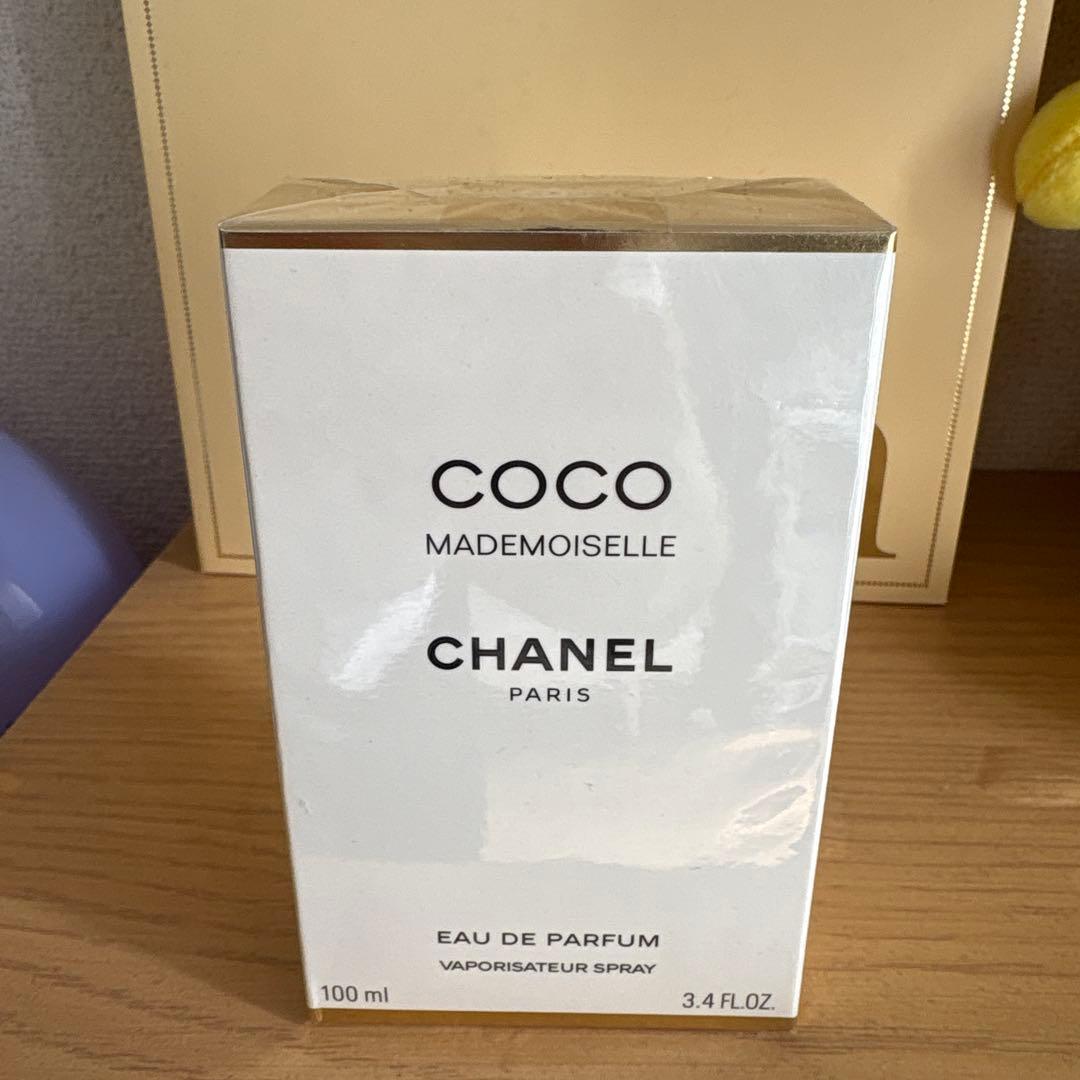 COCO
MADEMOISELLE
CHANEL
PARIS
EAU DE PARFUM
VAPORISATEUR SPRAY
100 ml
3.4 FL.OZ.